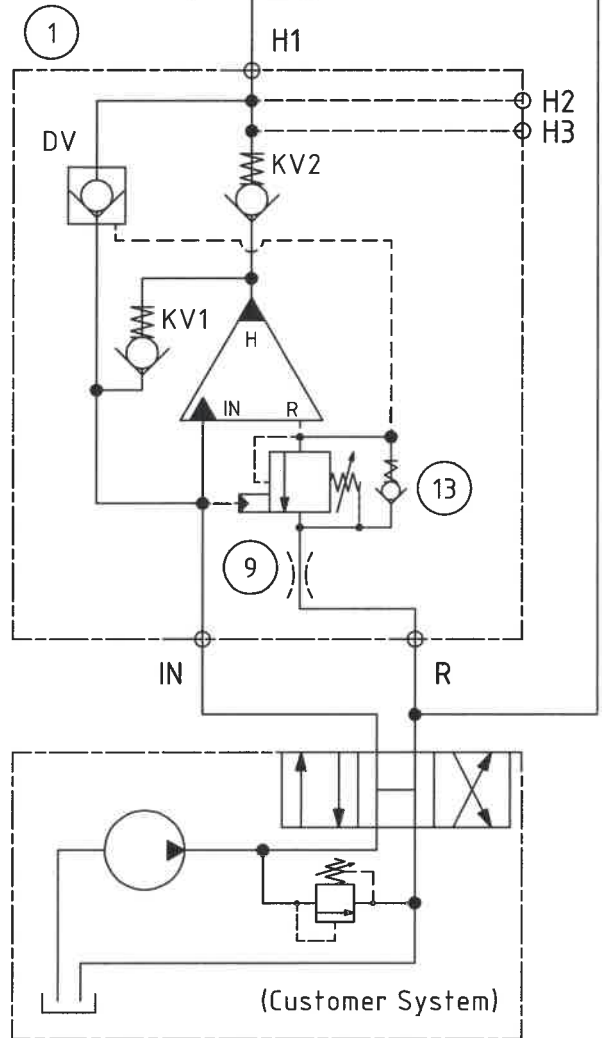 1
H1
H2
H3
DV
KV2
KV1
H
IN
R
13
9
IN
R
(Customer System)